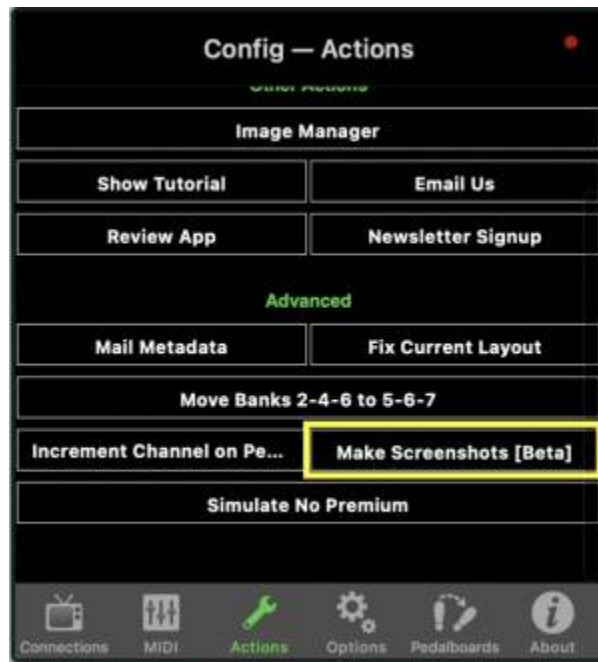 Config — Actions
Other Actions
Image Manager
Show Tutorial Email Us
Review App Newsletter Signup
Advanced
Mail Metadata Fix Current Layout
Move Banks 2-4-6 to 5-6-7
Increment Channel on Pe... Make Screenshots [Beta]
Simulate No Premium
Connections MIDI Actions Options Pedalboards About